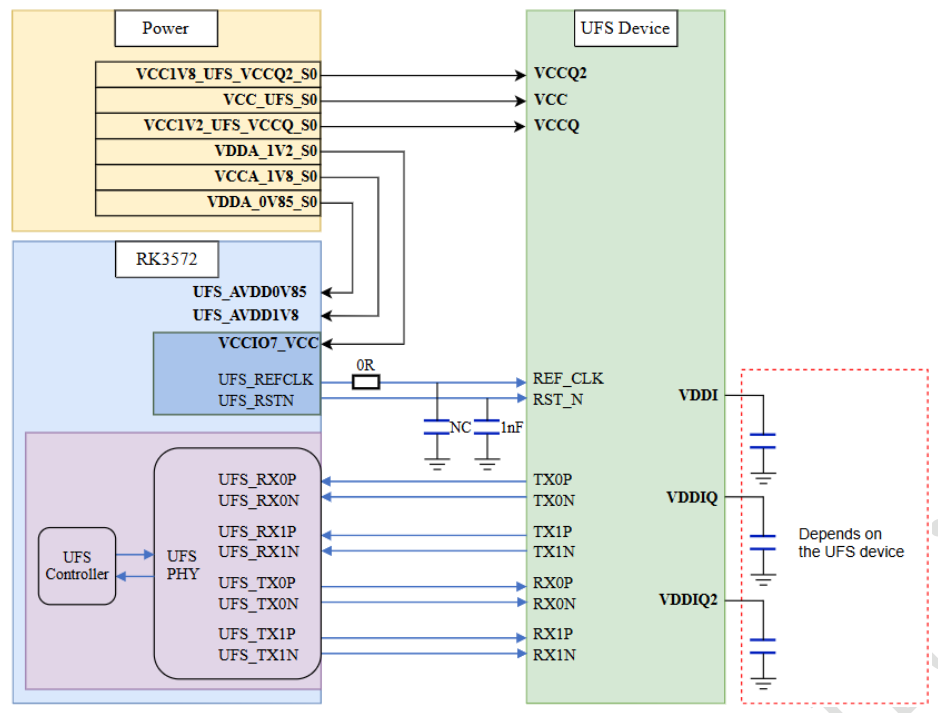 Power
VCC1V8_UFS_VCCQ2_S0
VCC_UFS_S0
VCC1V2_UFS_VCCQ_S0
VDDA_1V2_S0
VCCA_1V8_S0
VDDA_0V85_S0
UFS Device
VCCQ2
VCC
VCCQ
RK3572
UFS_AVDD0V85
UFS_AVDD1V8
VCCIO7_VCC
UFS_REFCLK
UFS_RSTN
0R
NC
1nF
REF_CLK
RST_N
UFS
Controller
UFS
PHY
UFS_RX0P
UFS_RX0N
UFS_RX1P
UFS_RX1N
UFS_TX0P
UFS_TX0N
UFS_TX1P
UFS_TX1N
TX0P
TX0N
TX1P
TX1N
RX0P
RX0N
RX1P
RX1N
VDDI
VDDIQ
VDDIQ2
Depends on
the UFS device